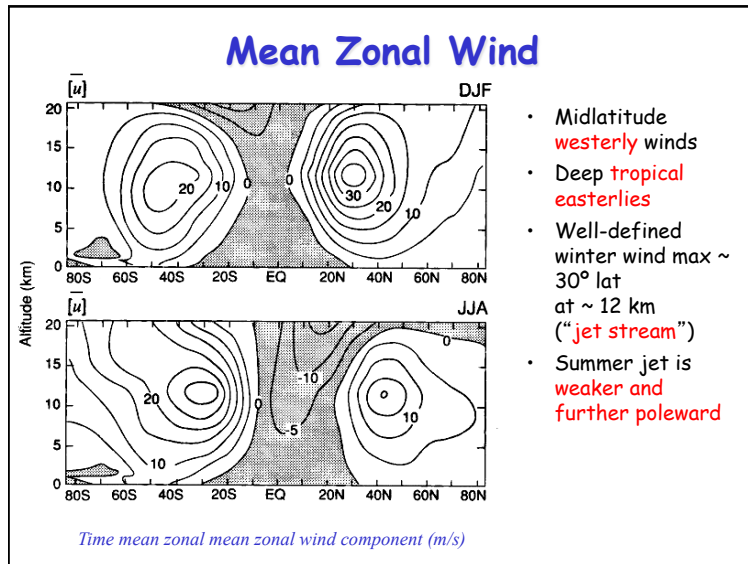 Mean Zonal Wind
[u̅] DJF
20
15
10
5
0
20 10 0 0 30 20 10
80S 60S 40S 20S EQ 20N 40N 60N 80N
Altitude (km)
[u̅] JJA
20
15
10
5
0
20 10 0 -10 -5 0 10
80S 60S 40S 20S EQ 20N 40N 60N 80N
Time mean zonal mean zonal wind component (m/s)
• Midlatitude
westerly winds
• Deep tropical
easterlies
• Well-defined
winter wind max ~
30º lat
at ~ 12 km
(“jet stream”)
• Summer jet is
weaker and
further poleward